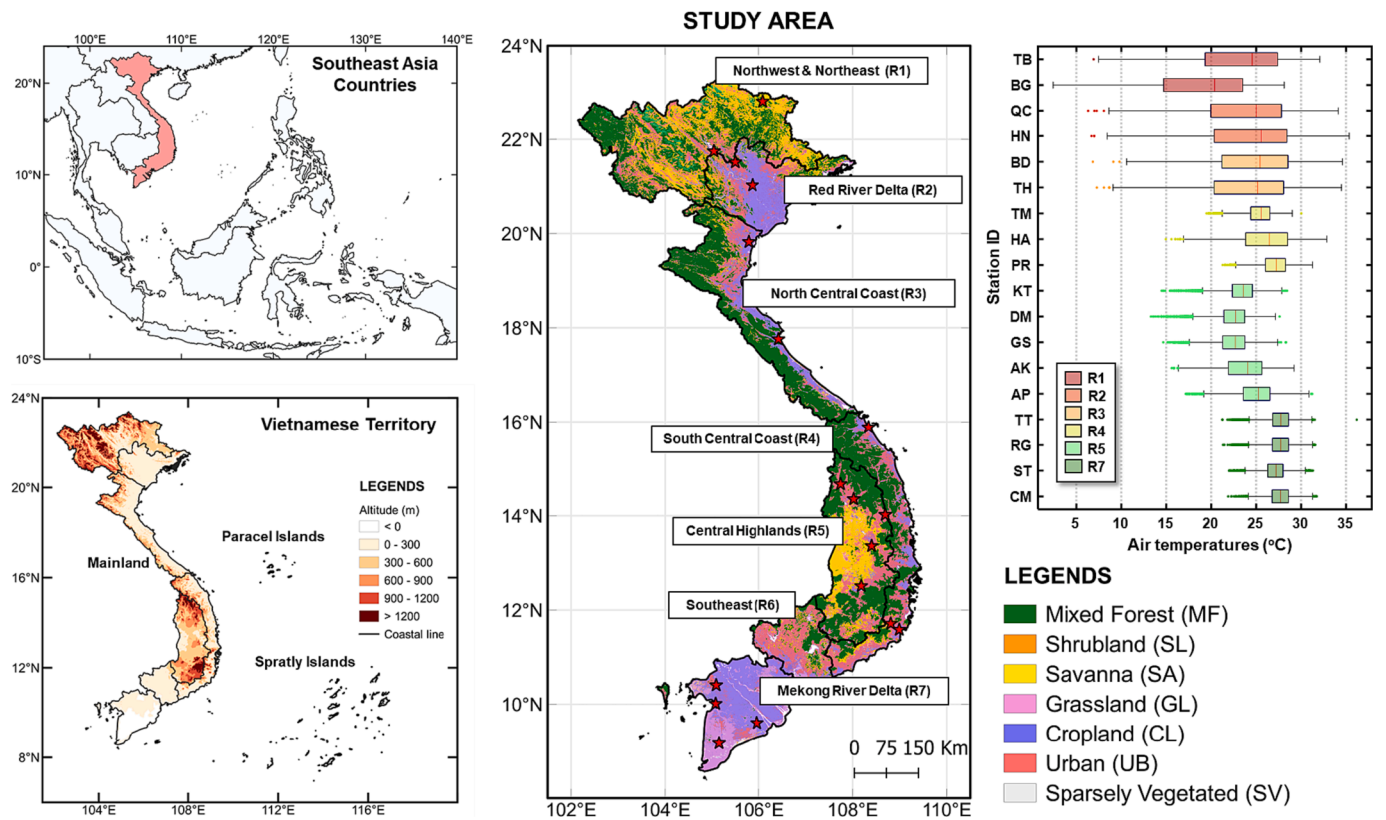 STUDY AREA
100°E 110°E 120°E 130°E 140°E
20°N
10°N
0°
10°S
Southeast Asia
Countries
24°N
20°N
16°N
12°N
8°N
104°E 108°E 112°E 116°E
Vietnamese Territory
LEGENDS
Altitude (m)
< 0
0 - 300
300 - 600
600 - 900
900 - 1200
> 1200
Coastal line
Mainland
Paracel Islands
Spratly Islands
24°N
22°N
20°N
18°N
16°N
14°N
12°N
10°N
102°E 104°E 106°E 108°E 110°E
Northwest & Northeast (R1)
Red River Delta (R2)
North Central Coast (R3)
South Central Coast (R4)
Central Highlands (R5)
Southeast (R6)
Mekong River Delta (R7)
0 75 150 Km
Station ID
TB
BG
QC
HN
BD
TH
TM
HA
PR
KT
DM
GS
AK
AP
TT
RG
ST
CM
R1
R2
R3
R4
R5
R7
5 10 15 20 25 30 35
Air temperatures (°C)
LEGENDS
Mixed Forest (MF)
Shrubland (SL)
Savanna (SA)
Grassland (GL)
Cropland (CL)
Urban (UB)
Sparsely Vegetated (SV)